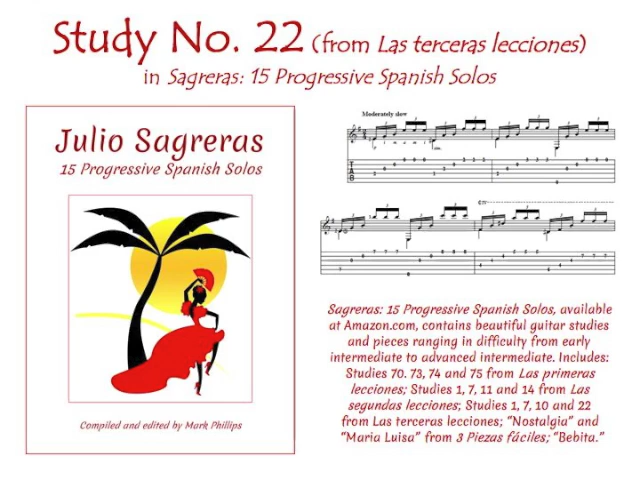 Study No. 22 (from Las terceras lecciones)
in Sagreras: 15 Progressive Spanish Solos
Julio Sagreras
15 Progressive Spanish Solos
Compiled and edited by Mark Phillips
Moderately slow
Sagreras: 15 Progressive Spanish Solos, available
at Amazon.com, contains beautiful guitar studies
and pieces ranging in difficulty from early
intermediate to advanced intermediate. Includes:
Studies 70. 73, 74 and 75 from Las primeras
lecciones; Studies 1, 7, 11 and 14 from Las
segundas lecciones; Studies 1, 7, 10 and 22
from Las terceras lecciones; “Nostalgia” and
“Maria Luisa” from 3 Piezas fáciles; “Bebita.”